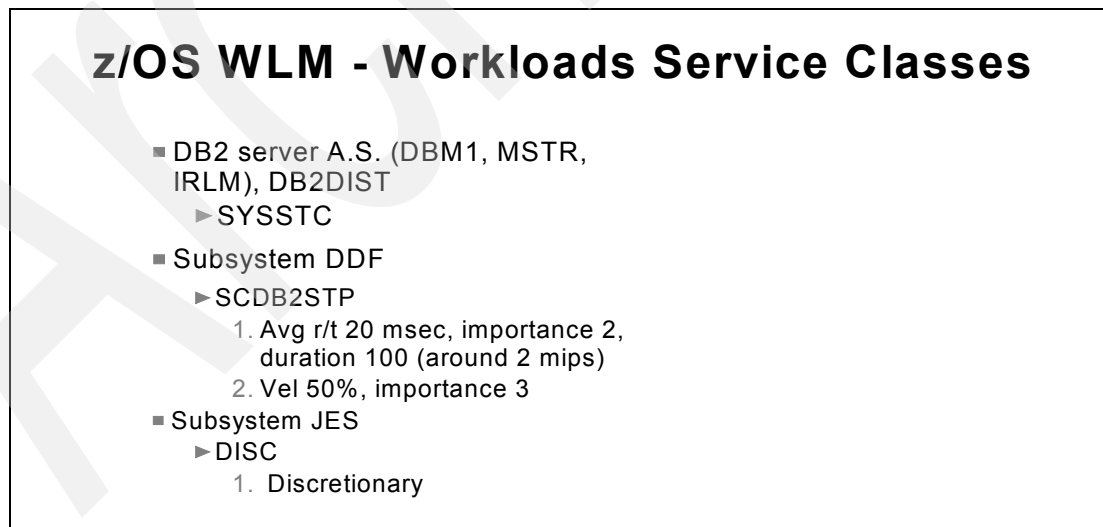 z/OS WLM - Workloads Service Classes
DB2 server A.S. (DBM1, MSTR,
IRLM), DB2DIST
SYSSTC
Subsystem DDF
SCDB2STP
1. Avg r/t 20 msec, importance 2,
duration 100 (around 2 mips)
2. Vel 50%, importance 3
Subsystem JES
DISC
1. Discretionary